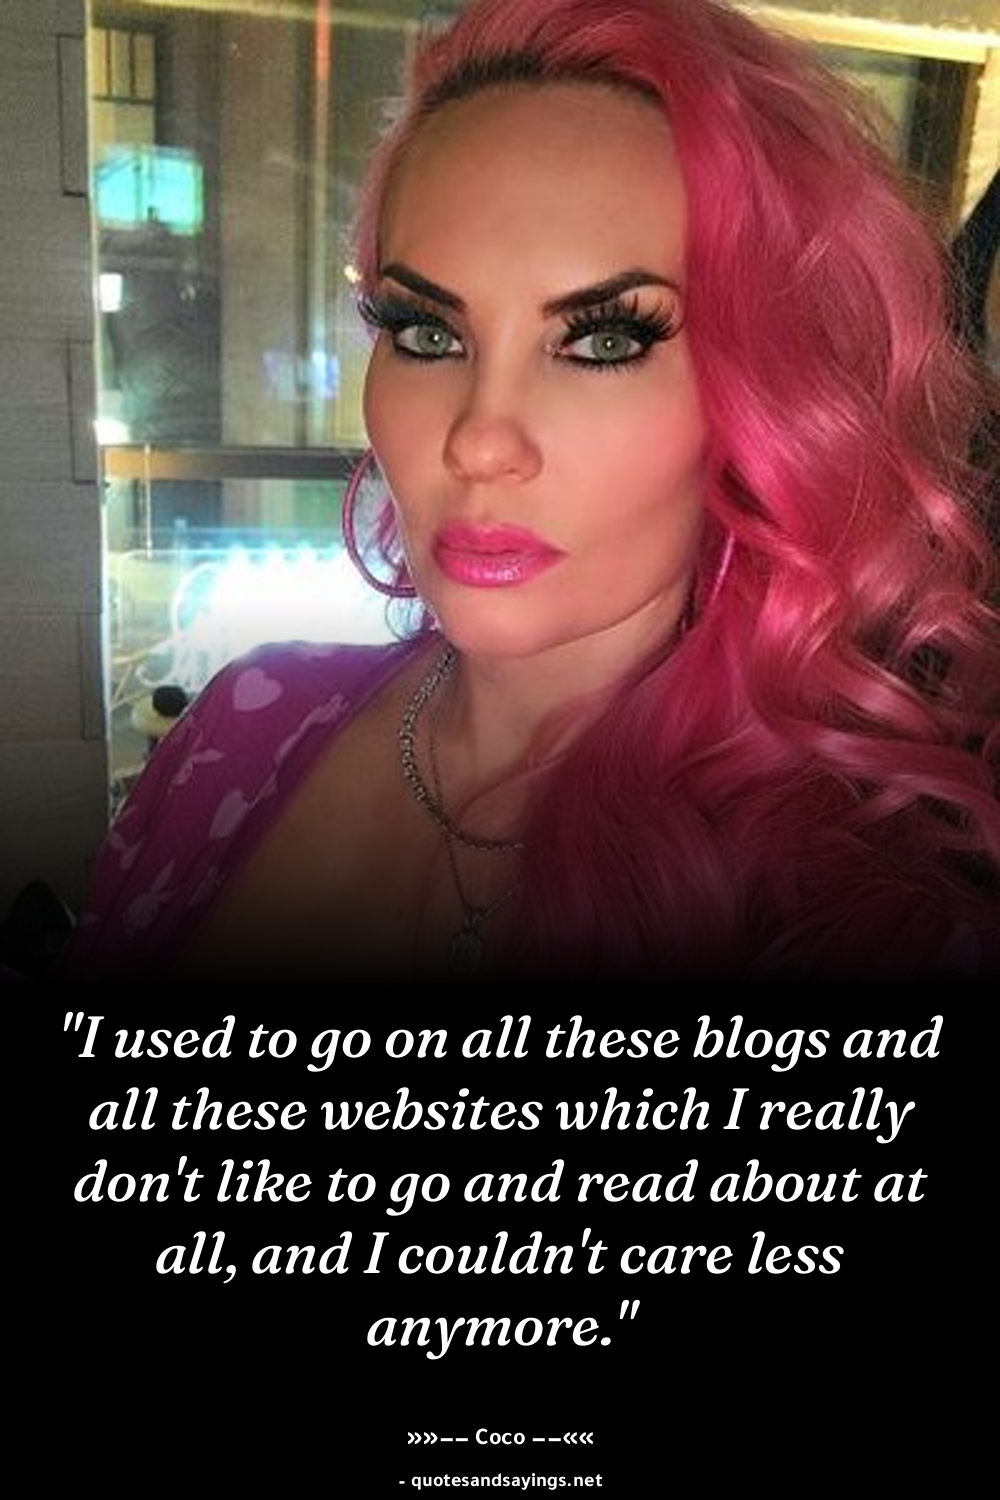 "I used to go on all these blogs and
all these websites which I really
don't like to go and read about at
all, and I couldn't care less
anymore."
»»−− Coco −−««
- quotesandsayings.net